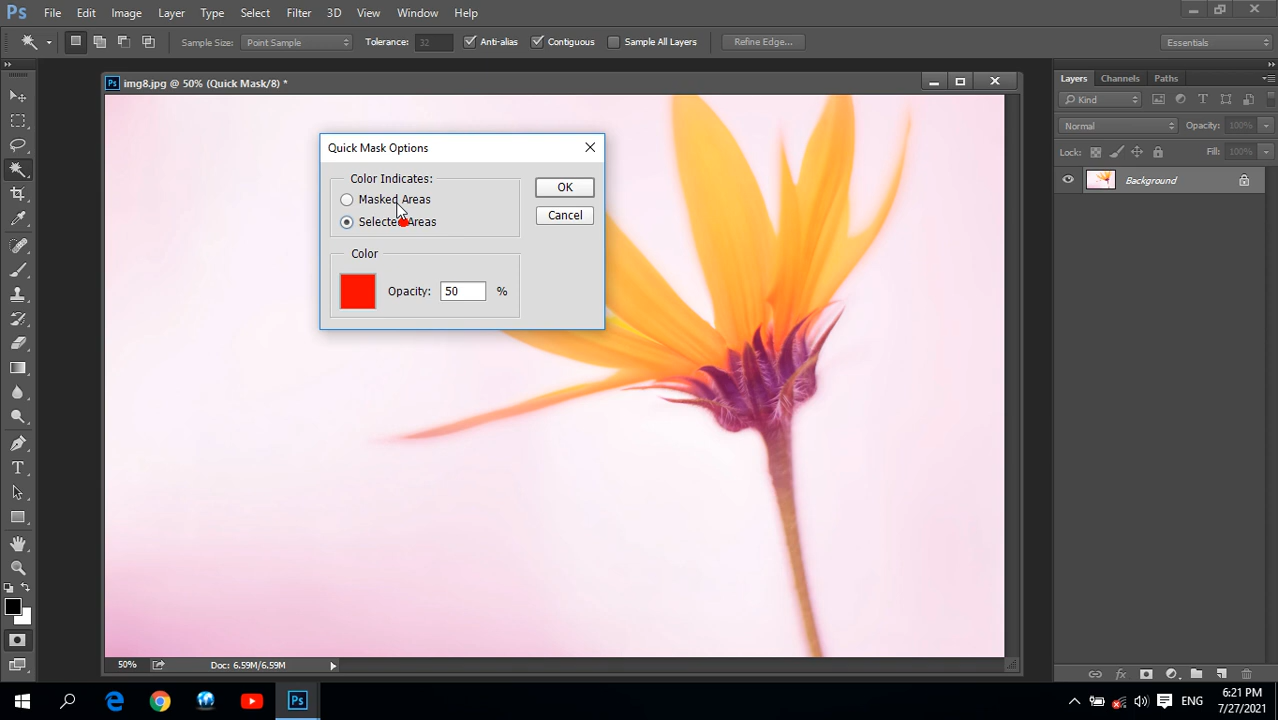 Ps File Edit Image Layer Type Select Filter 3D View Window Help
Sample Size: Point Sample Tolerance: 32 Anti-alias Contiguous Sample All Layers Refine Edge... Essentials
Ps img8.jpg @ 50% (Quick Mask/8) *
Layers Channels Paths
Kind
Normal Opacity: 100%
Lock: Fill: 100%
Background
Quick Mask Options
Color Indicates:
Masked Areas
Selected Areas
OK
Cancel
Color
Opacity: 50 %
T
50% Doc: 6.59M/6.59M
Ps
ENG
6:21 PM
7/27/2021